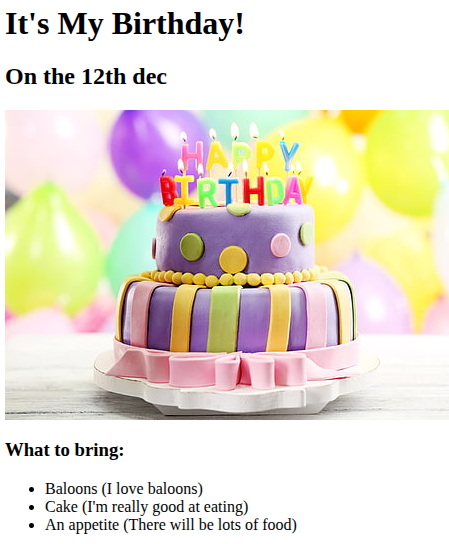 It's My Birthday!
On the 12th dec
HAPPY
BIRTHDAY
What to bring:
Baloons (I love baloons)
Cake (I'm really good at eating)
An appetite (There will be lots of food)